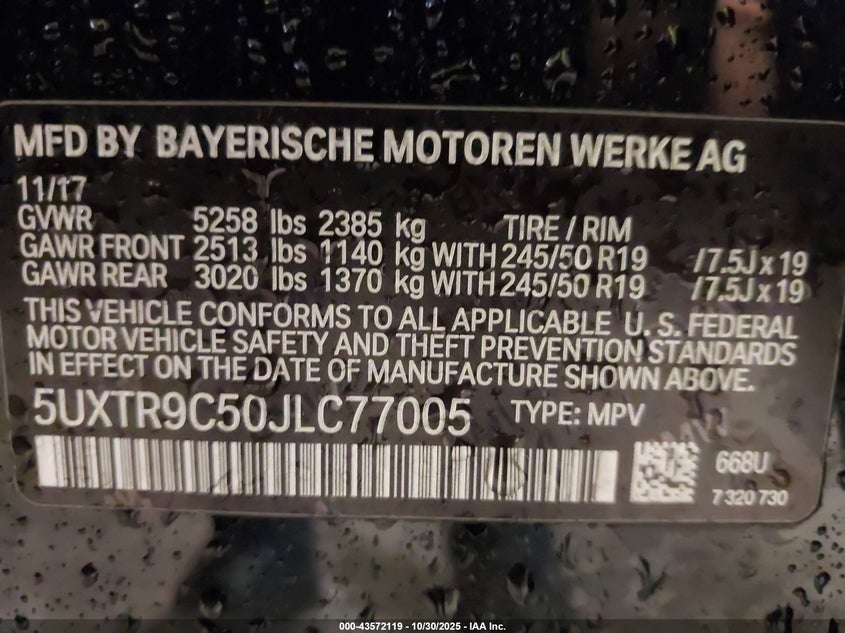 MFD BY BAYERISCHE MOTOREN WERKE AG
11/17
GVWR 5258 lbs 2385 kg TIRE / RIM
GAWR FRONT 2513 lbs 1140 kg WITH 245/50 R19 /7.5J x 19
GAWR REAR 3020 lbs 1370 kg WITH 245/50 R19 /7.5J x 19
THIS VEHICLE CONFORMS TO ALL APPLICABLE U. S. FEDERAL
MOTOR VEHICLE SAFETY AND THEFT PREVENTION STANDARDS
IN EFFECT ON THE DATE OF MANUFACTURE SHOWN ABOVE.
5UXTR9C50JLC77005 TYPE: MPV
668U
7 320 730
000-43572119 | 10/30/2025 - IAA Inc.